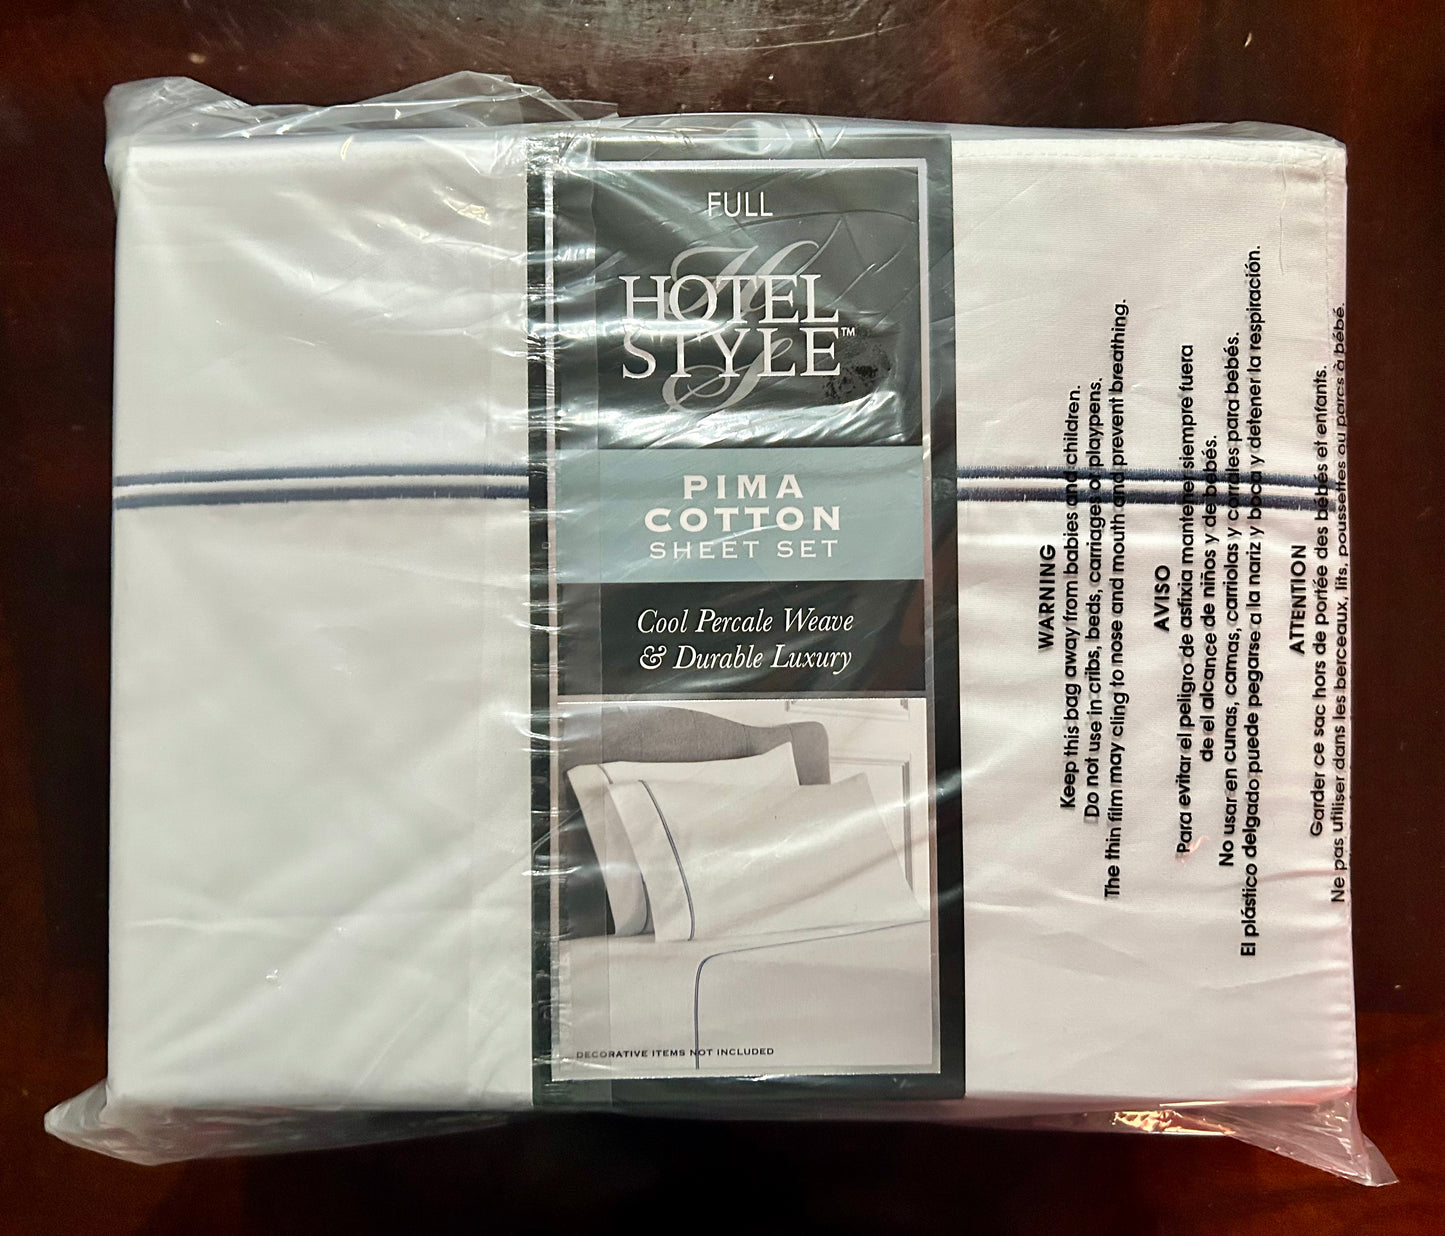 FULL
HOTEL
STYLE™
PIMA
COTTON
SHEET SET
Cool Percale Weave
& Durable Luxury
DECORATIVE ITEMS NOT INCLUDED
WARNING
Keep this bag away from babies and children.
Do not use in cribs, beds, carriages or playpens.
The thin film may cling to nose and mouth and prevent breathing.
AVISO
Para evitar el peligro de asfixia mantener siempre fuera
de el alcance de niños y de bebés.
No usar en cunas, camas, carriolas y corrales para bebés.
El plástico delgado puede pegarse a la nariz y boca y detener la respiración.
ATTENTION
Garder ce sac hors de portée des bébés et enfants.
Ne pas utiliser dans les berceaux, lits, poussettes ou parcs à bébé.